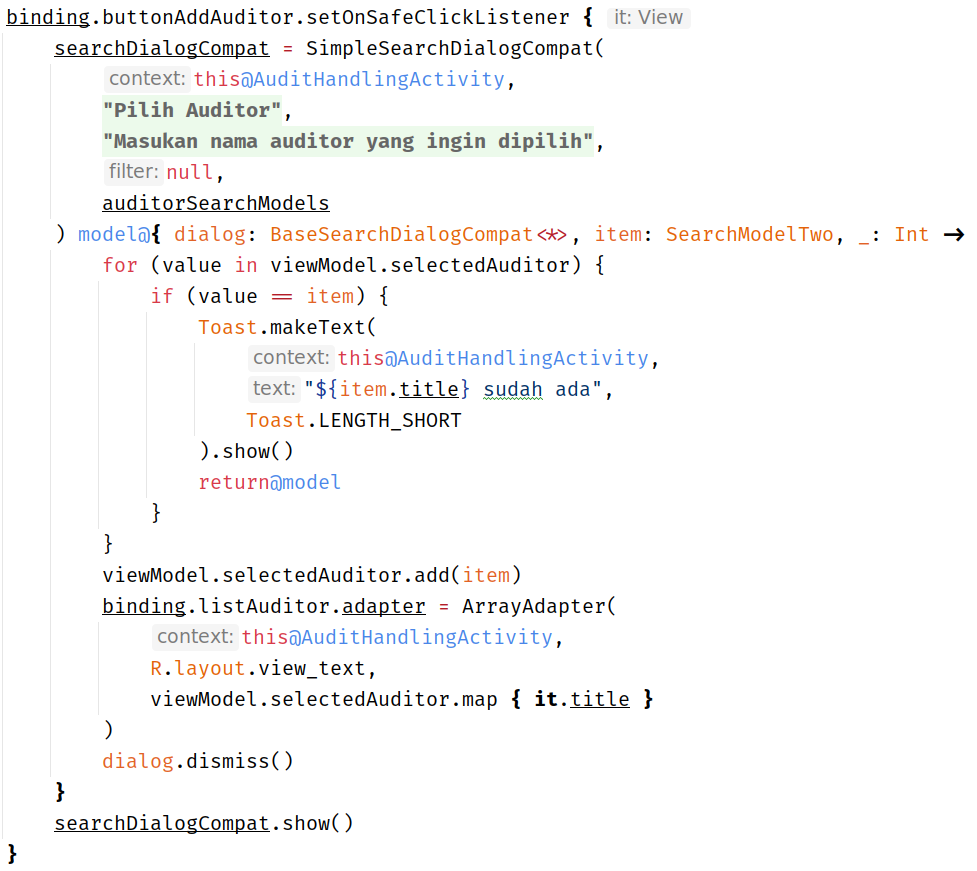 binding.buttonAddAuditor.setOnSafeClickListener { it: View
    searchDialogCompat = SimpleSearchDialogCompat(
        context: this@AuditHandlingActivity,
        "Pilih Auditor",
        "Masukan nama auditor yang ingin dipilih",
        filter: null,
        auditorSearchModels
    ) model@{ dialog: BaseSearchDialogCompat<*>, item: SearchModelTwo, _: Int →
        for (value in viewModel.selectedAuditor) {
            if (value == item) {
                Toast.makeText(
                    context: this@AuditHandlingActivity,
                    text: "${item.title} sudah ada",
                    Toast.LENGTH_SHORT
                ).show()
                return@model
            }
        }
        viewModel.selectedAuditor.add(item)
        binding.listAuditor.adapter = ArrayAdapter(
            context: this@AuditHandlingActivity,
            R.layout.view_text,
            viewModel.selectedAuditor.map { it.title }
        )
        dialog.dismiss()
    }
    searchDialogCompat.show()
}